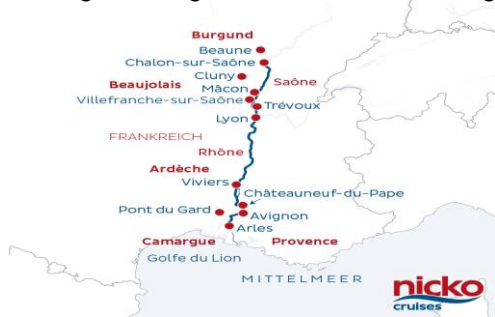 Burgund
Beaune
Chalon-sur-Saône
Cluny
Saône
Mâcon
Beaujolais
Villefranche-sur-Saône
Trévoux
Lyon
FRANKREICH
Rhône
Ardèche
Viviers
Châteauneuf-du-Pape
Pont du Gard
Avignon
Arles
Camargue
Provence
Golfe du Lion
MITTELMEER
nicko
cruises